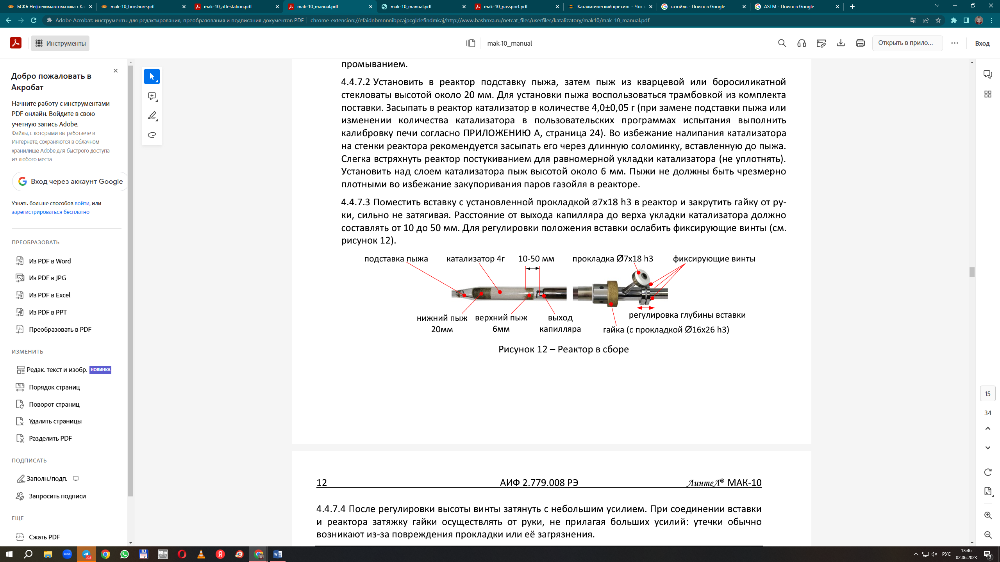 БСКБ Нефтехимавтоматика › Ка
mak-10_broshure.pdf
mak-10_attestation.pdf
mak-10_manual.pdf
mak-10_manual.pdf
mak-10_passport.pdf
Каталитический крекинг - Что т
газойль - Поиск в Google
ASTM - Поиск в Google
Adobe Acrobat: инструменты для редактирования, преобразования и подписания документов PDF
chrome-extension://efaidnbmnnnibpcajpcglclefindmkaj/http://www.bashnxa.ru/netcat_files/userfiles/katalizatory/mak10/mak-10_manual.pdf
Инструменты
mak-10_manual
Открыть в прило...
Вход
Добро пожаловать в
Акробат
Начните работу с инструментами
PDF онлайн. Войдите в свою
учетную запись Adobe.
Файлы, с которыми вы работаете в
Интернете, сохраняются в облачном
хранилище Adobe для быстрого доступа
из любого места.
Вход через аккаунт Google
Узнать больше способов войти, или
зарегистрироваться бесплатно
ПРЕОБРАЗОВАТЬ
Из PDF в Word
Из PDF в JPG
Из PDF в Excel
Из PDF в PPT
Преобразовать в PDF
ИЗМЕНИТЬ
Редак. текст и изобр. НОВИНКА
Порядок страниц
Поворот страниц
Удалить страницы
Разделить PDF
ПОДПИСАТЬ
Заполн./подп.
Запросить подписи
ЕЩЕ
Сжать PDF
промыванием.
4.4.7.2 Установить в реактор подставку пыжа, затем пыж из кварцевой или боросиликатной
стекловаты высотой около 20 мм. Для установки пыжа воспользоваться трамбовкой из комплекта
поставки. Засыпать в реактор катализатор в количестве 4,0±0,05 г (при замене подставки пыжа или
изменении количества катализатора в пользовательских программах испытания выполнить
калибровку печи согласно ПРИЛОЖЕНИЮ А, страница 24). Во избежание налипания катализатора
на стенки реактора рекомендуется засыпать его через длинную соломинку, вставленную до пыжа.
Слегка встряхнуть реактор постукиванием для равномерной укладки катализатора (не уплотнять).
Установить над слоем катализатора пыж высотой около 6 мм. Пыжи не должны быть чрезмерно
плотными во избежание закупоривания паров газойля в реакторе.
4.4.7.3 Поместить вставку с установленной прокладкой ⌀7х18 h3 в реактор и закрутить гайку от ру-
ки, сильно не затягивая. Расстояние от выхода капилляра до верха укладки катализатора должно
составлять от 10 до 50 мм. Для регулировки положения вставки ослабить фиксирующие винты (см.
рисунок 12).
подставка пыжа
катализатор 4г
10-50 мм
прокладка Ø7х18 h3
фиксирующие винты
нижний пыж
20мм
верхний пыж
6мм
выход
капилляра
регулировка глубины вставки
гайка (с прокладкой Ø16х26 h3)
Рисунок 12 – Реактор в сборе
12 АИФ 2.779.008 РЭ ЛинтеЛ® МАК-10
4.4.7.4 После регулировки высоты винты затянуть с небольшим усилием. При соединении вставки
и реактора затяжку гайки осуществлять от руки, не прилагая больших усилий: утечки обычно
возникают из-за повреждения прокладки или её загрязнения.
15
34
zoom
98
РУС
13:46
02.06.2023
3